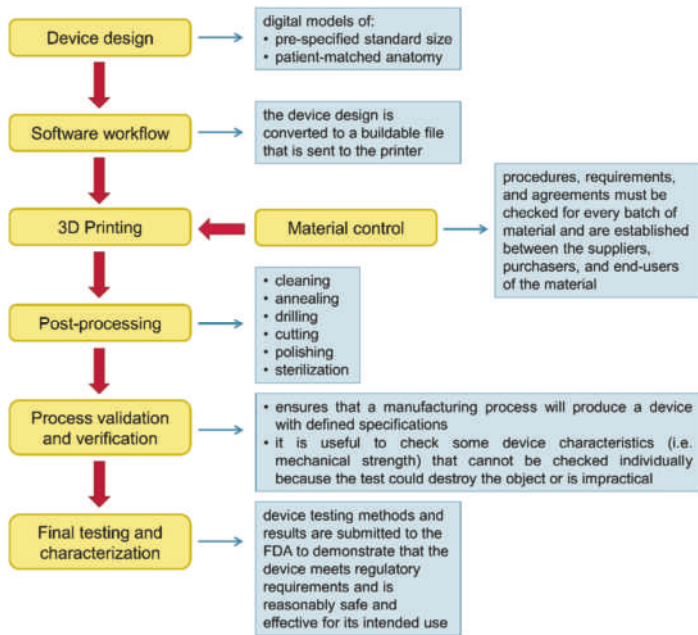 Device design
digital models of:
• pre-specified standard size
• patient-matched anatomy
Software workflow
the device design is
converted to a buildable file
that is sent to the printer
3D Printing
Material control
procedures, requirements,
and agreements must be
checked for every batch of
material and are established
between the suppliers,
purchasers, and end-users
of the material
Post-processing
• cleaning
• annealing
• drilling
• cutting
• polishing
• sterilization
Process validation
and verification
• ensures that a manufacturing process will produce a device
with defined specifications
• it is useful to check some device characteristics (i.e.
mechanical strength) that cannot be checked individually
because the test could destroy the object or is impractical
Final testing and
characterization
device testing methods and
results are submitted to the
FDA to demonstrate that the
device meets regulatory
requirements and is
reasonably safe and
effective for its intended use